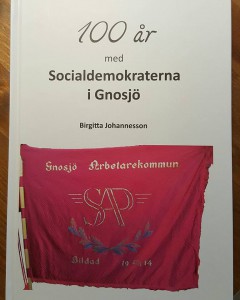 100 år
med
Socialdemokraterna
i Gnosjö
Birgitta Johannesson
Gnosjö Arbetarekommun
SAP
Bildad 1914